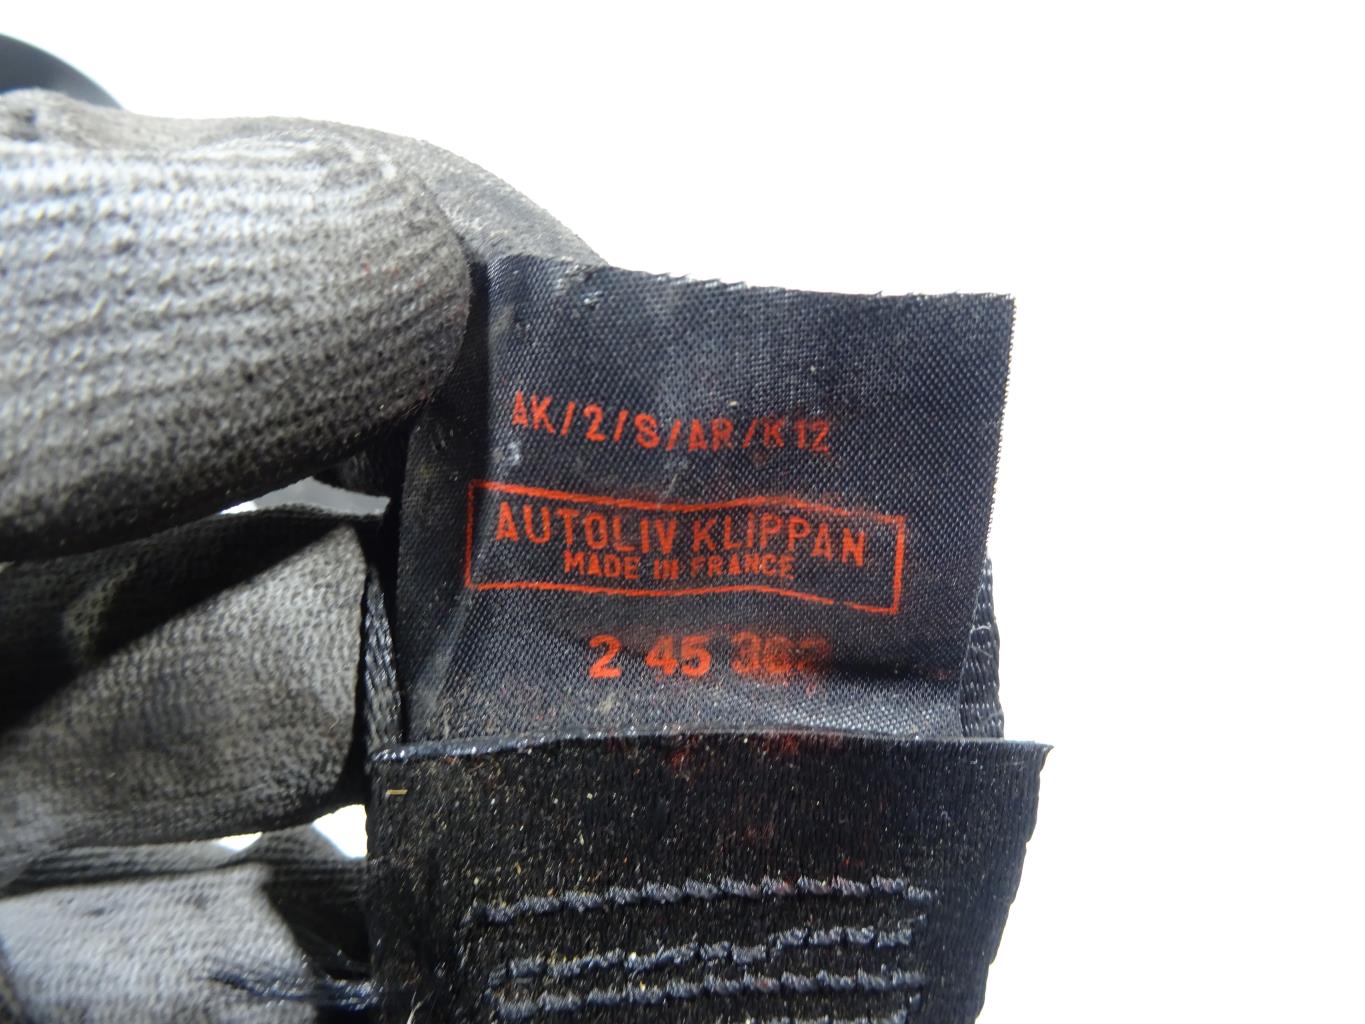 AK/2/S/AR/K12
AUTOLIV KLIPPAN
MADE IN FRANCE
2 45